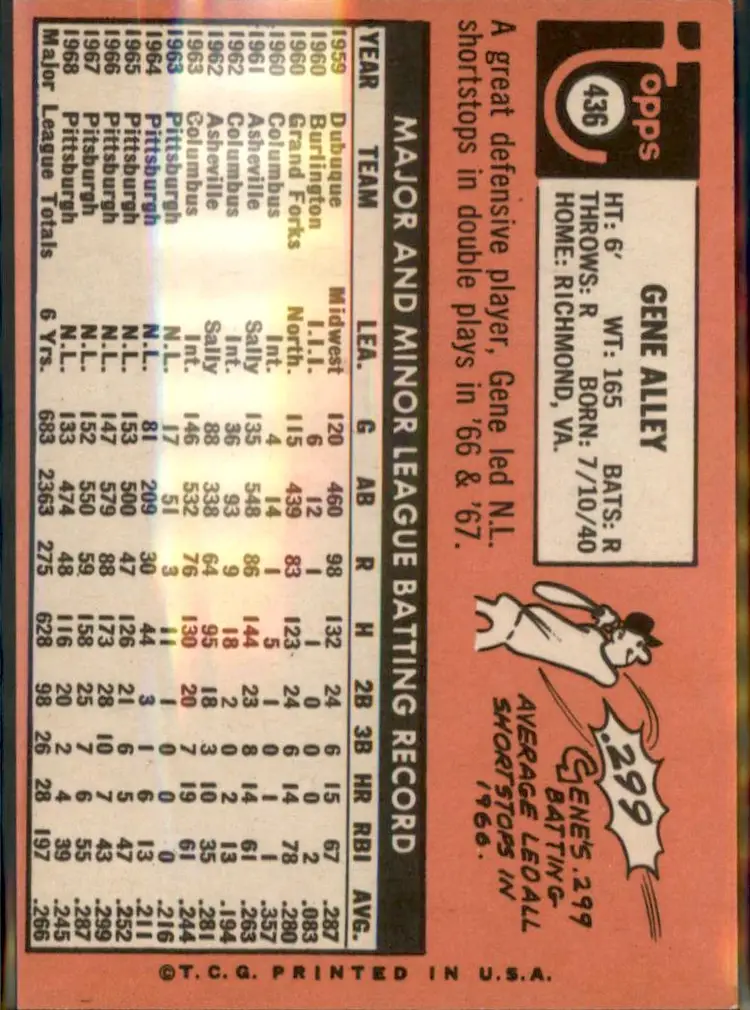 Topps
436
GENE ALLEY
HT: 6' WT: 165 BATS: R
THROWS: R BORN: 7/10/40
HOME: RICHMOND, VA.
A great defensive player, Gene led N.L.
shortstops in double plays in '66 & '67.
.299
GENE'S .299
BATTING
AVERAGE LED ALL
SHORTSTOPS IN
1966.
MAJOR AND MINOR LEAGUE BATTING RECORD
YEAR TEAM LEA. G AB R H 2B 3B HR RBI AVG.
1959 Dubuque Midwest 120 460 98 132 24 6 15 67 .287
1960 Burlington I.I.I. 6 12 1 1 0 0 0 2 .083
1960 Grand Forks North. 115 439 83 123 24 6 14 78 .280
1960 Columbus Int. 4 14 1 5 1 0 1 1 .357
1961 Asheville Sally 135 548 86 144 23 8 14 61 .263
1962 Columbus Int. 36 93 9 18 2 0 2 13 .194
1962 Asheville Sally 88 338 64 95 18 3 10 35 .281
1963 Columbus Int. 146 532 76 130 20 7 19 61 .244
1963 Pittsburgh N.L. 17 51 3 11 1 0 0 0 .216
1964 Pittsburgh N.L. 81 209 30 44 3 1 6 13 .211
1965 Pittsburgh N.L. 153 500 47 126 21 6 5 47 .252
1966 Pittsburgh N.L. 147 579 88 173 28 10 7 43 .299
1967 Pitsburgh N.L. 152 550 59 158 25 7 6 55 .287
1968 Pittsburgh N.L. 133 474 48 116 20 2 4 39 .245
Major League Totals 6 Yrs. 683 2363 275 628 98 26 28 197 .266
©T.C.G. PRINTED IN U.S.A.